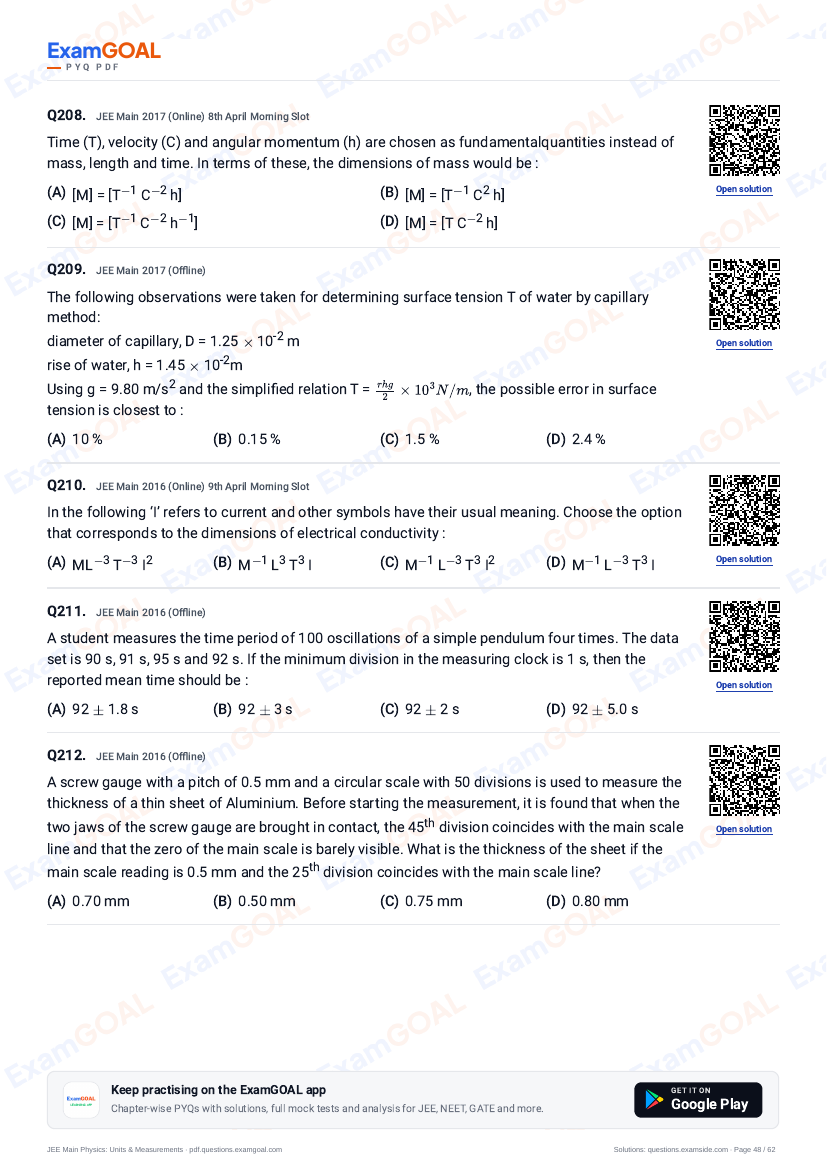 ExamGOAL
PYQ PDF
Q208. JEE Main 2017 (Online) 8th April Morning Slot
Time (T), velocity (C) and angular momentum (h) are chosen as fundamentalquantities instead of
mass, length and time. In terms of these, the dimensions of mass would be :
(A) [M] = [T⁻¹ C⁻² h] (B) [M] = [T⁻¹ C² h]
(C) [M] = [T⁻¹ C⁻² h⁻¹] (D) [M] = [T C⁻² h]
Open solution
Q209. JEE Main 2017 (Offline)
The following observations were taken for determining surface tension T of water by capillary
method:
diameter of capillary, D = 1.25 × 10⁻² m
rise of water, h = 1.45 × 10⁻²m
Using g = 9.80 m/s² and the simplified relation T = rhg/2 × 10³N/m, the possible error in surface
tension is closest to :
(A) 10 % (B) 0.15 % (C) 1.5 % (D) 2.4 %
Open solution
Q210. JEE Main 2016 (Online) 9th April Morning Slot
In the following ‘I’ refers to current and other symbols have their usual meaning. Choose the option
that corresponds to the dimensions of electrical conductivity :
(A) ML⁻³ T⁻³ I² (B) M⁻¹ L³ T³ I (C) M⁻¹ L⁻³ T³ I² (D) M⁻¹ L⁻³ T³ I
Open solution
Q211. JEE Main 2016 (Offline)
A student measures the time period of 100 oscillations of a simple pendulum four times. The data
set is 90 s, 91 s, 95 s and 92 s. If the minimum division in the measuring clock is 1 s, then the
reported mean time should be :
(A) 92 ± 1.8 s (B) 92 ± 3 s (C) 92 ± 2 s (D) 92 ± 5.0 s
Open solution
Q212. JEE Main 2016 (Offline)
A screw gauge with a pitch of 0.5 mm and a circular scale with 50 divisions is used to measure the
thickness of a thin sheet of Aluminium. Before starting the measurement, it is found that when the
two jaws of the screw gauge are brought in contact, the 45th division coincides with the main scale
line and that the zero of the main scale is barely visible. What is the thickness of the sheet if the
main scale reading is 0.5 mm and the 25th division coincides with the main scale line?
(A) 0.70 mm (B) 0.50 mm (C) 0.75 mm (D) 0.80 mm
Open solution
ExamGOAL
Keep practising on the ExamGOAL app
Chapter-wise PYQs with solutions, full mock tests and analysis for JEE, NEET, GATE and more.
GET IT ON
Google Play
JEE Main Physics: Units & Measurements · pdf.questions.examgoal.com
Solutions: questions.examside.com · Page 48 / 62